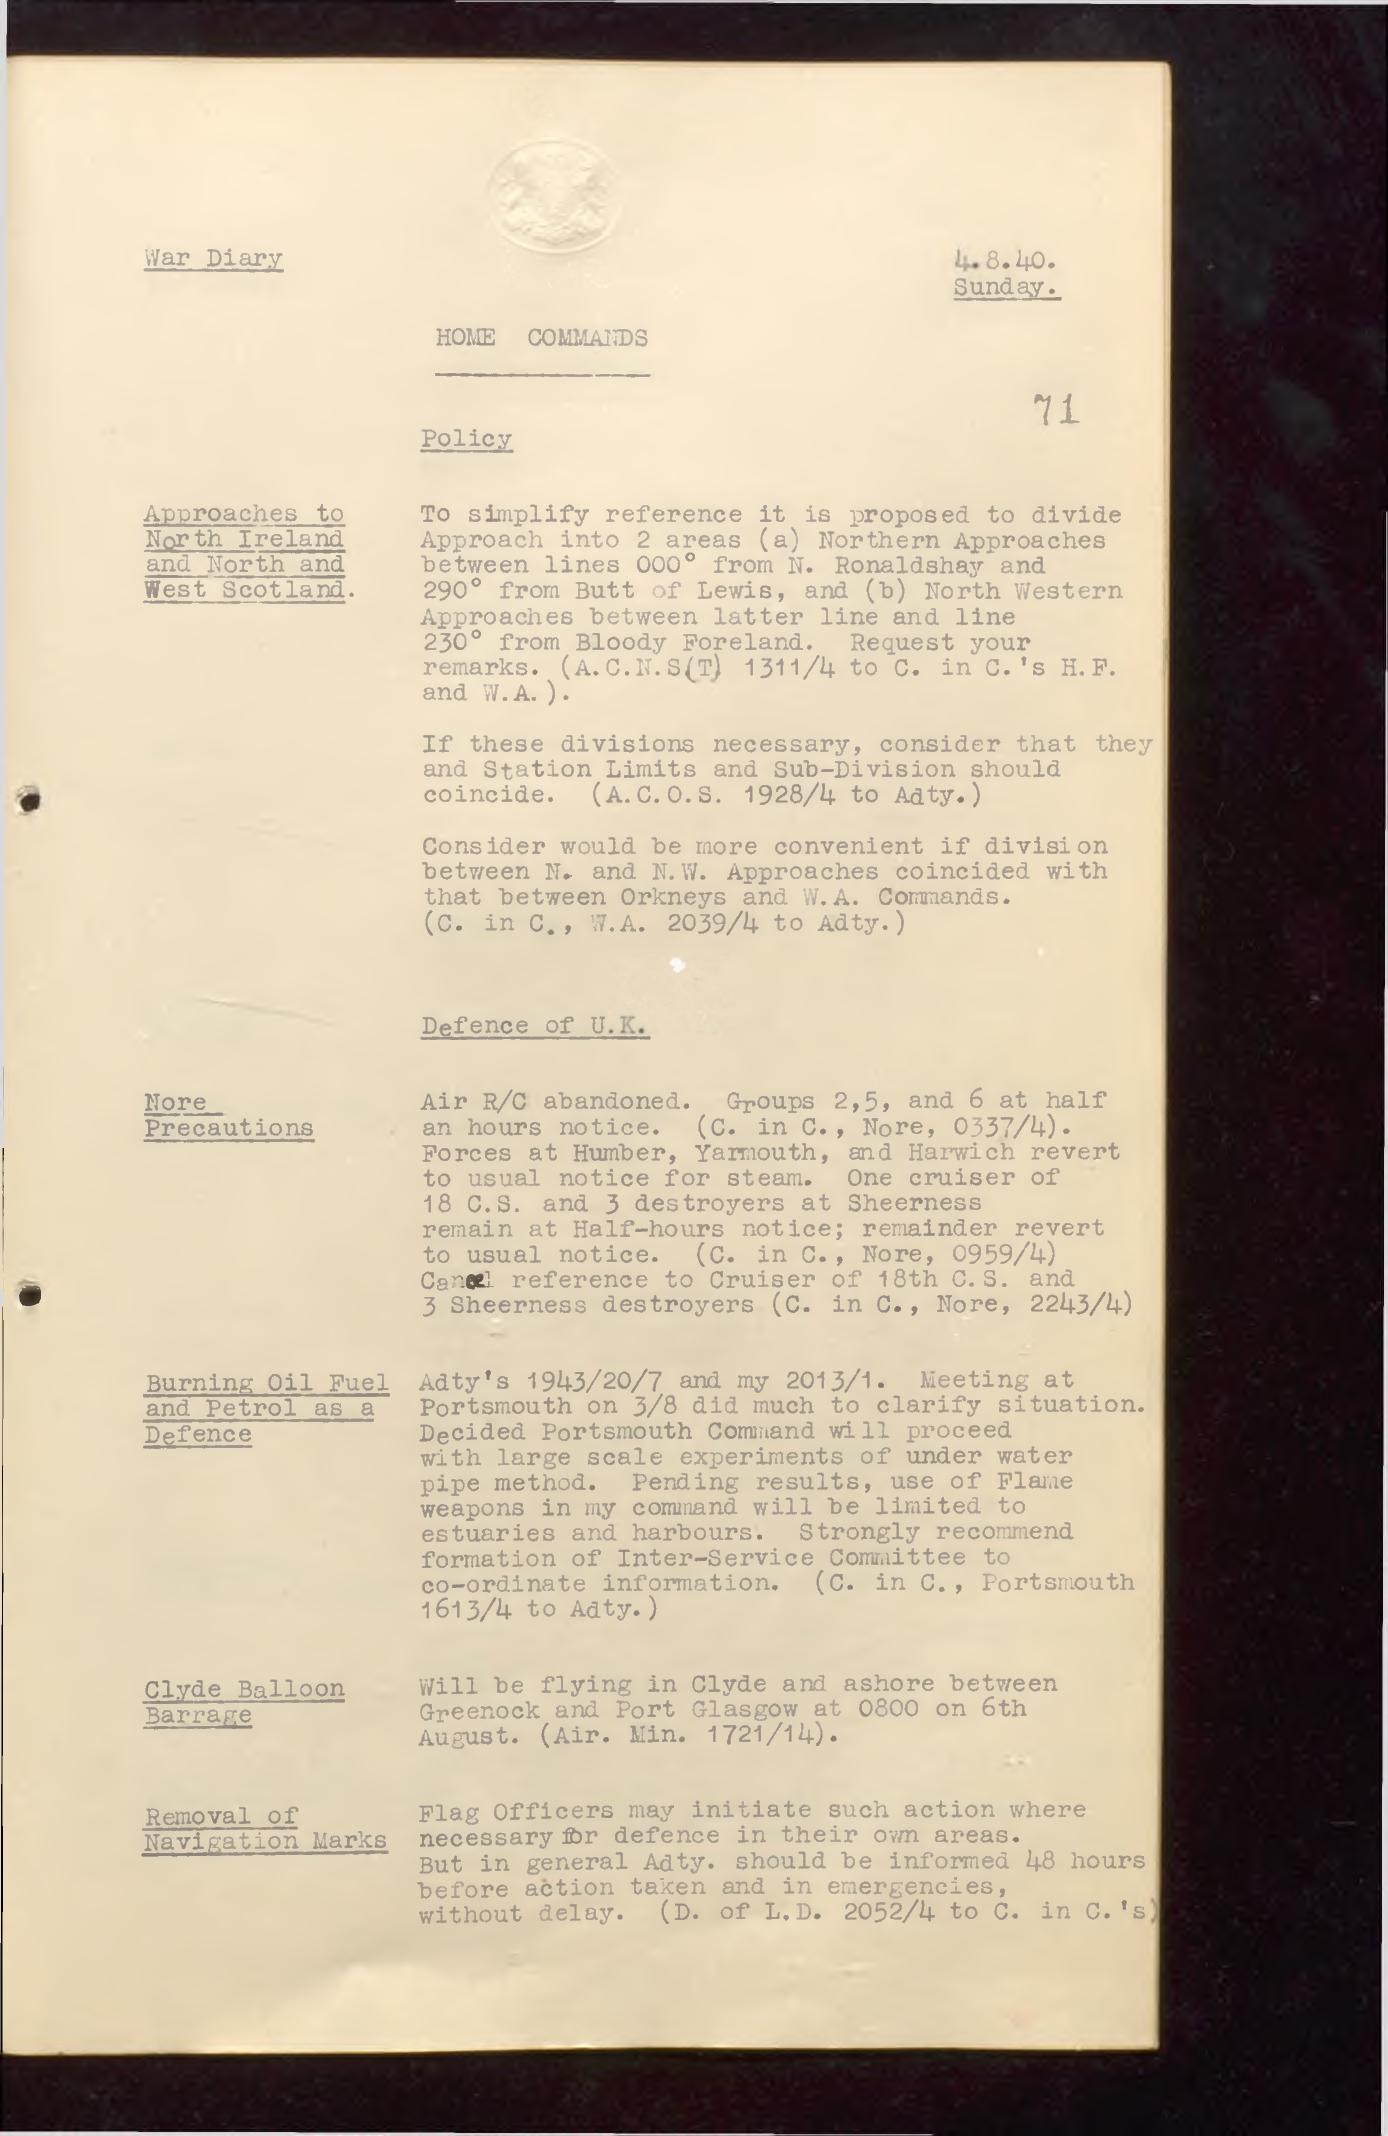 War Diary
4.8.40.
Sunday.
HOME COMMANDS
71
Policy
Approaches to
North Ireland
and North and
West Scotland.
To simplify reference it is proposed to divide
Approach into 2 areas (a) Northern Approaches
between lines 000° from N. Ronaldshay and
290° from Butt of Lewis, and (b) North Western
Approaches between latter line and line
230° from Bloody Foreland. Request your
remarks. (A.C.N.S(T) 1311/4 to C. in C.'s H.F.
and W.A.).
If these divisions necessary, consider that they
and Station Limits and Sub-Division should
coincide. (A.C.O.S. 1928/4 to Adty.)
Consider would be more convenient if division
between N. and N.W. Approaches coincided with
that between Orkneys and W.A. Commands.
(C. in C., W.A. 2039/4 to Adty.)
Defence of U.K.
Nore
Precautions
Air R/C abandoned. Groups 2,5, and 6 at half
an hours notice. (C. in C., Nore, 0337/4).
Forces at Humber, Yarmouth, and Harwich revert
to usual notice for steam. One cruiser of
18 C.S. and 3 destroyers at Sheerness
remain at Half-hours notice; remainder revert
to usual notice. (C. in C., Nore, 0959/4)
Cancel reference to Cruiser of 18th C.S. and
3 Sheerness destroyers (C. in C., Nore, 2243/4)
Burning Oil Fuel
and Petrol as a
Defence
Adty's 1943/20/7 and my 2013/1. Meeting at
Portsmouth on 3/8 did much to clarify situation.
Decided Portsmouth Command will proceed
with large scale experiments of under water
pipe method. Pending results, use of Flame
weapons in my command will be limited to
estuaries and harbours. Strongly recommend
formation of Inter-Service Committee to
co-ordinate information. (C. in C., Portsmouth
1613/4 to Adty.)
Clyde Balloon
Barrage
Will be flying in Clyde and ashore between
Greenock and Port Glasgow at 0800 on 6th
August. (Air. Min. 1721/14).
Removal of
Navigation Marks
Flag Officers may initiate such action where
necessary for defence in their own areas.
But in general Adty. should be informed 48 hours
before action taken and in emergencies,
without delay. (D. of L.D. 2052/4 to C. in C.'s)